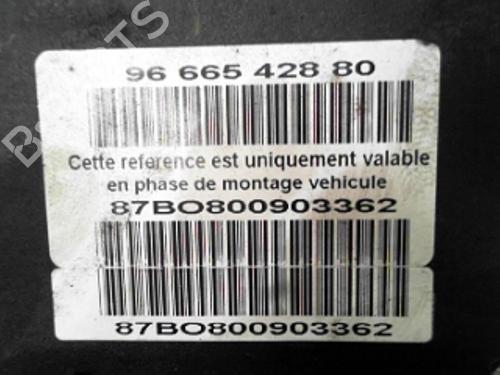 96 665 428 80
Cette reference est uniquement valable
en phase de montage vehicule
87BO800903362
87BO800903362